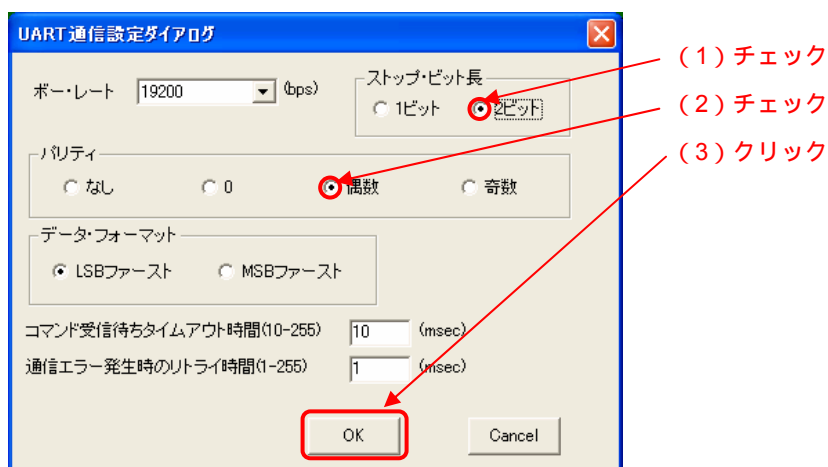 UART通信設定ダイアログ
（1）チェック
ストップ・ビット長
ボー・レート 19200 (bps)
1ビット 2ビット
（2）チェック
（3）クリック
パリティ
なし 0 偶数 奇数
データ・フォーマット
LSBファースト MSBファースト
コマンド受信待ちタイムアウト時間(10-255) 10 (msec)
通信エラー発生時のリトライ時間(1-255) 1 (msec)
OK Cancel